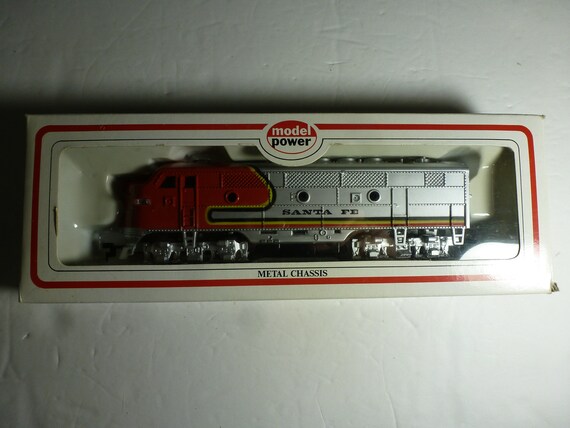 model
power
SANTA FE
METAL CHASSIS